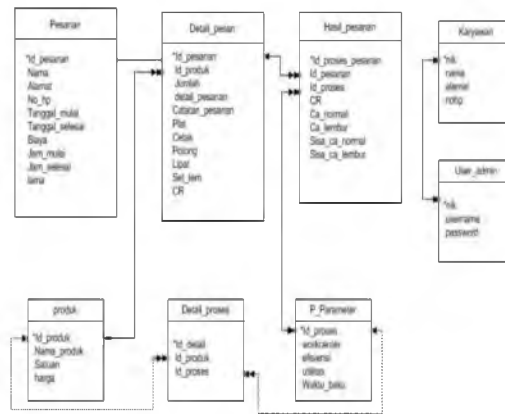 Pesanan
*Id_pesanan
Nama
Alamat
No_hp
Tanggal_mulai
Tanggal_selesai
Biaya
Jam_mulai
Jam_selesai
lama
Detail_pesan
*Id_pesanan
Id_produk
Jumlah
detail_pesanan
Catatan_pesanan
Plat
Cetak
Potong
Lipat
Set_lem
CR
Hasil_pesanan
*Id_proses_pesanan
Id_pesanan
Id_proses
CR
Ca_normal
Ca_lembur
Sisa_ca_normal
Sisa_ca_lembur
Karyawan
*nik
nama
alamat
nohp
User_admin
*nik
username
password
produk
*Id_produk
Nama_produk
Satuan
harga
Detail_proses
*Id_detail
Id_produk
Id_proses
P_Parameter
*Id_proses
workcenter
efisiensi
utilitas
Waktu_baku